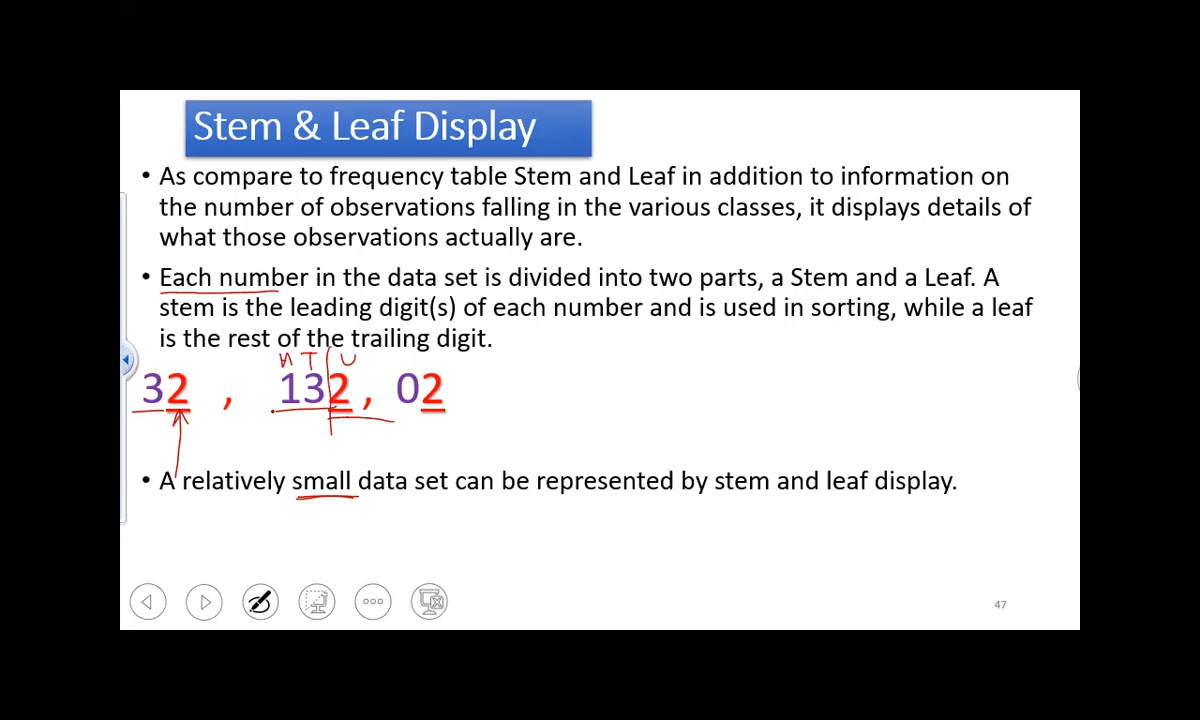 Stem & Leaf Display
• As compare to frequency table Stem and Leaf in addition to information on
the number of observations falling in the various classes, it displays details of
what those observations actually are.
• Each number in the data set is divided into two parts, a Stem and a Leaf. A
stem is the leading digit(s) of each number and is used in sorting, while a leaf
is the rest of the trailing digit.
H T U
32 , 132, 02
• A relatively small data set can be represented by stem and leaf display.
47